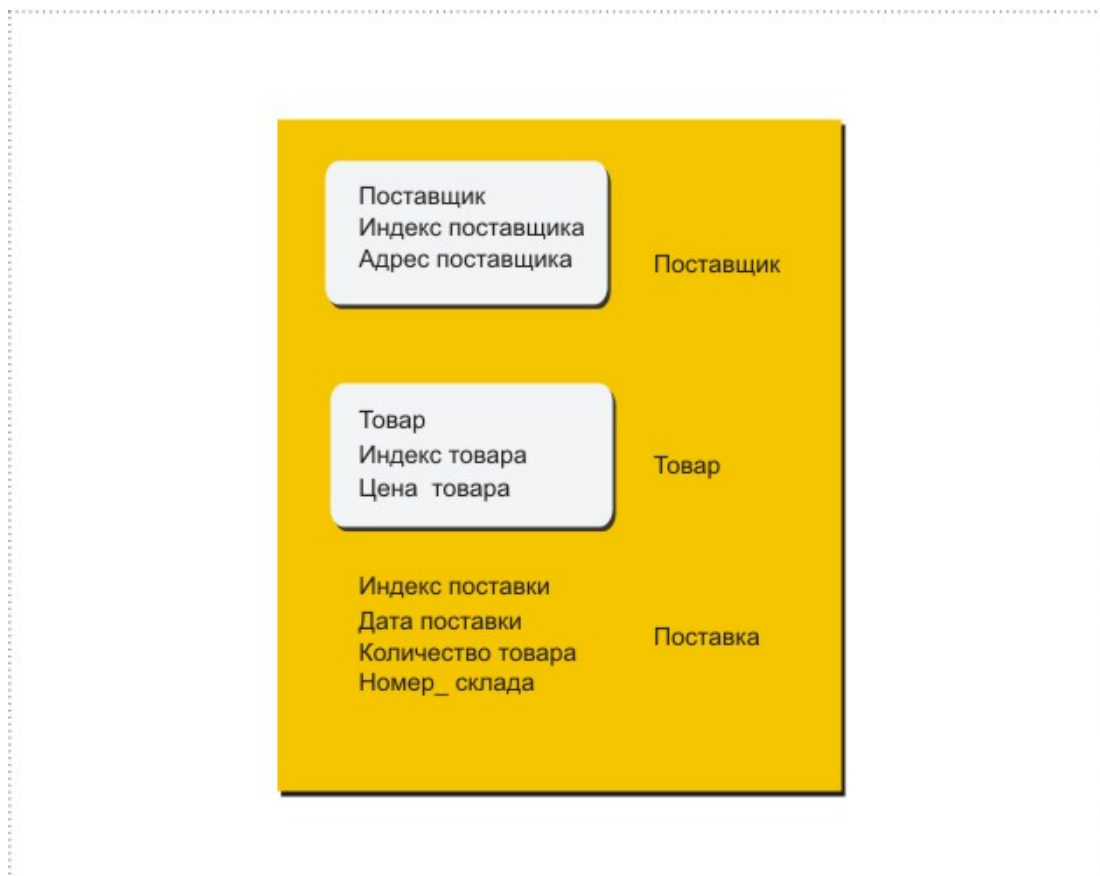 Поставщик
Индекс поставщика
Адрес поставщика
Поставщик
Товар
Индекс товара
Цена товара
Товар
Индекс поставки
Дата поставки
Количество товара
Номер_ склада
Поставка